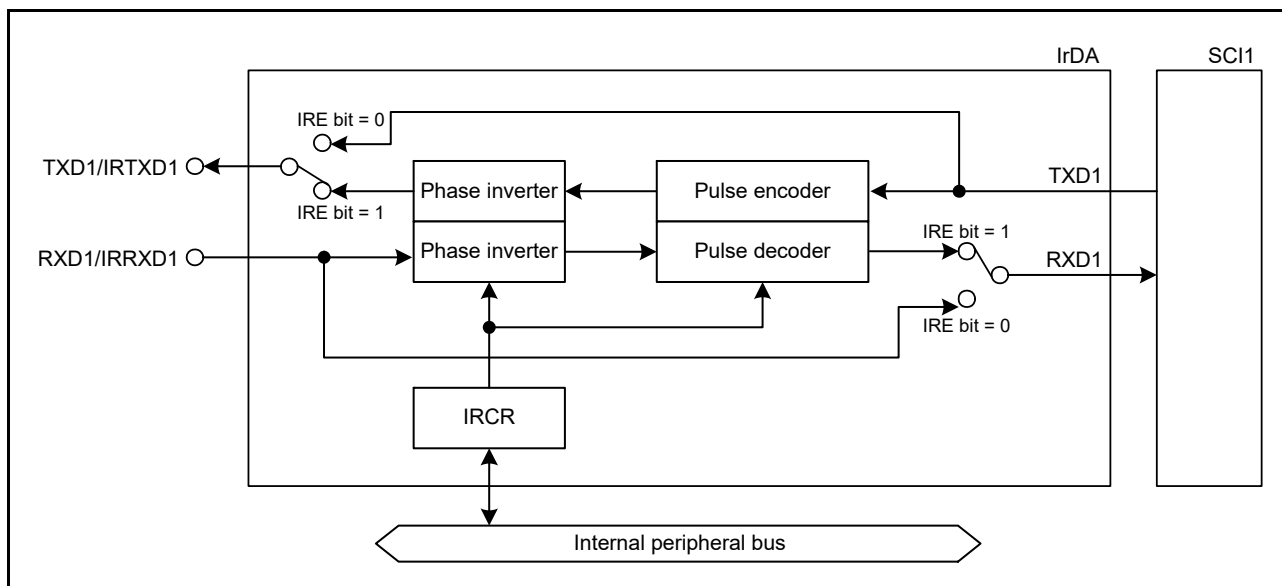 IrDA
SCI1
IRE bit = 0
TXD1/IRTXD1
Phase inverter
Pulse encoder
TXD1
IRE bit = 1
RXD1/IRRXD1
Phase inverter
Pulse decoder
IRE bit = 1
RXD1
IRE bit = 0
IRCR
Internal peripheral bus